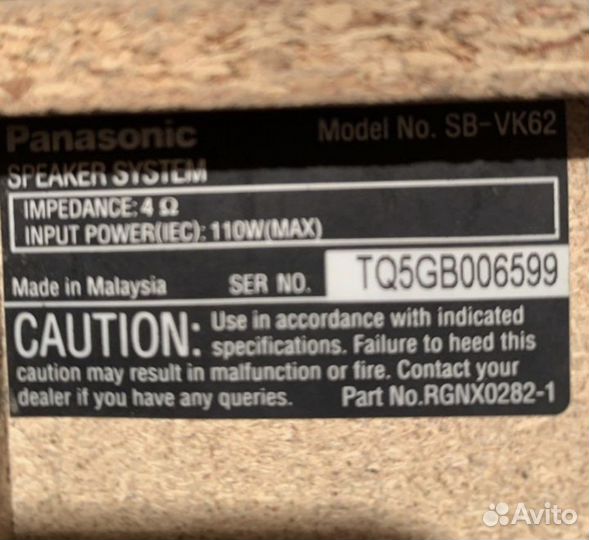 Panasonic Model No. SB-VK62
SPEAKER SYSTEM
IMPEDANCE: 4 Ω
INPUT POWER(IEC): 110W(MAX)
Made in Malaysia SER NO. TQ5GB006599
CAUTION: Use in accordance with indicated
specifications. Failure to heed this
caution may result in malfunction or fire. Contact your
dealer if you have any queries. Part No.RGNX0282-1
Avito